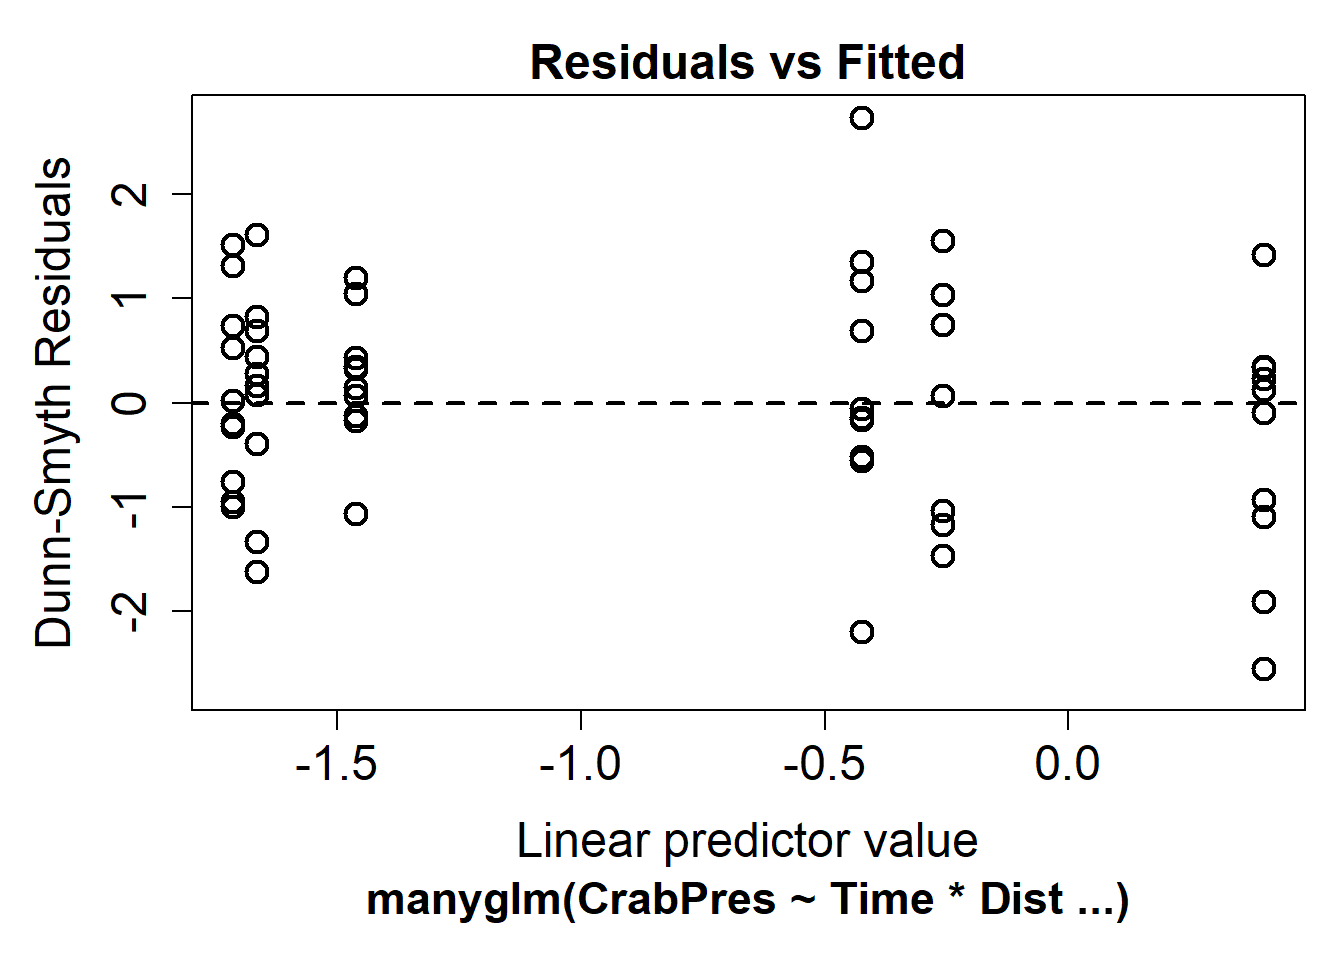 Residuals vs Fitted
Dunn-Smyth Residuals
2
1
0
-1
-2
-1.5 -1.0 -0.5 0.0
Linear predictor value
manyglm(CrabPres ~ Time * Dist ...)